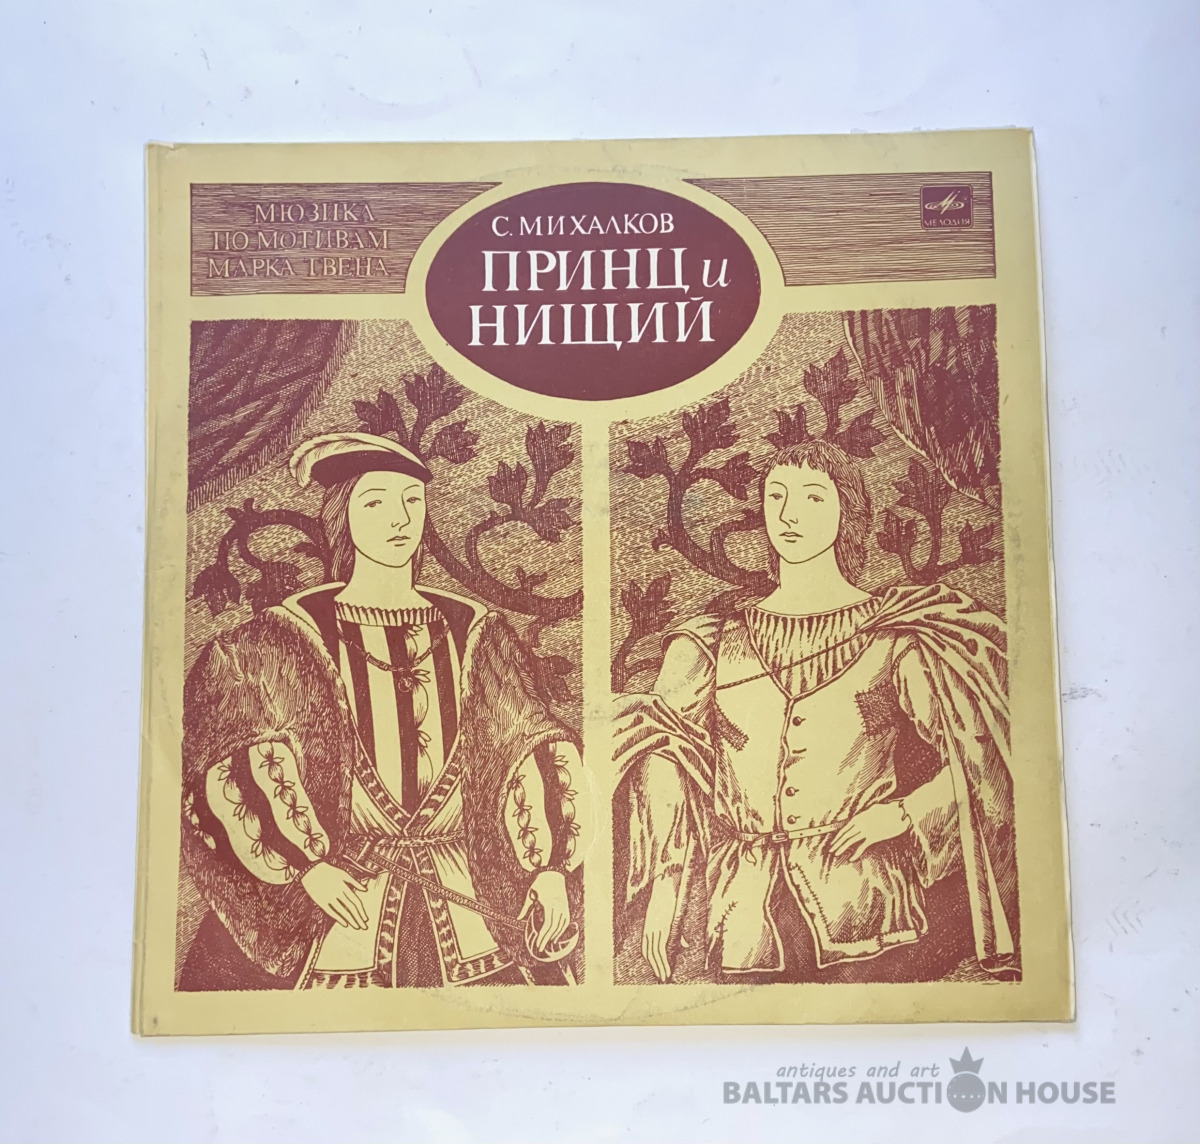 МЮЗИКЛ
ПО МОТИВАМ
МАРКА ТВЕНА
С. МИХАЛКОВ
ПРИНЦ и
НИЩИЙ
МЕЛОДИЯ
antiques and art
BALTARS AUCTION HOUSE